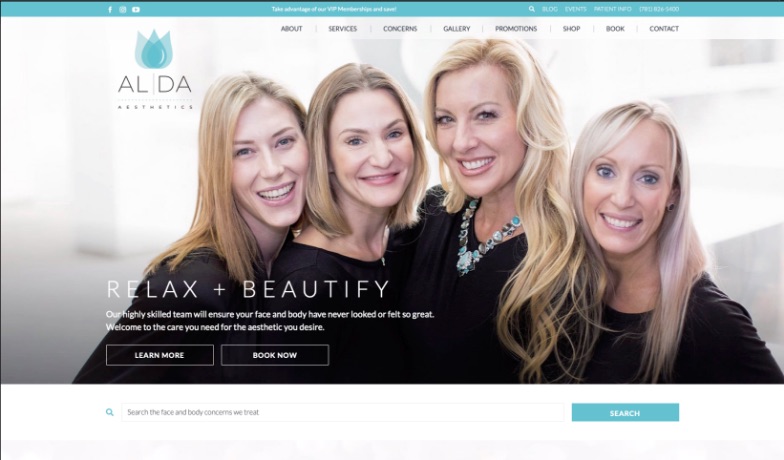 Take advantage of our VIP Memberships and save!
BLOG EVENTS PATIENT INFO (781) 826-5400
ABOUT SERVICES CONCERNS GALLERY PROMOTIONS SHOP BOOK CONTACT
AL|DA
AESTHETICS
RELAX + BEAUTIFY
Our highly skilled team will ensure your face and body have never looked or felt so great.
Welcome to the care you need for the aesthetic you desire.
LEARN MORE BOOK NOW
Search the face and body concerns we treat
SEARCH